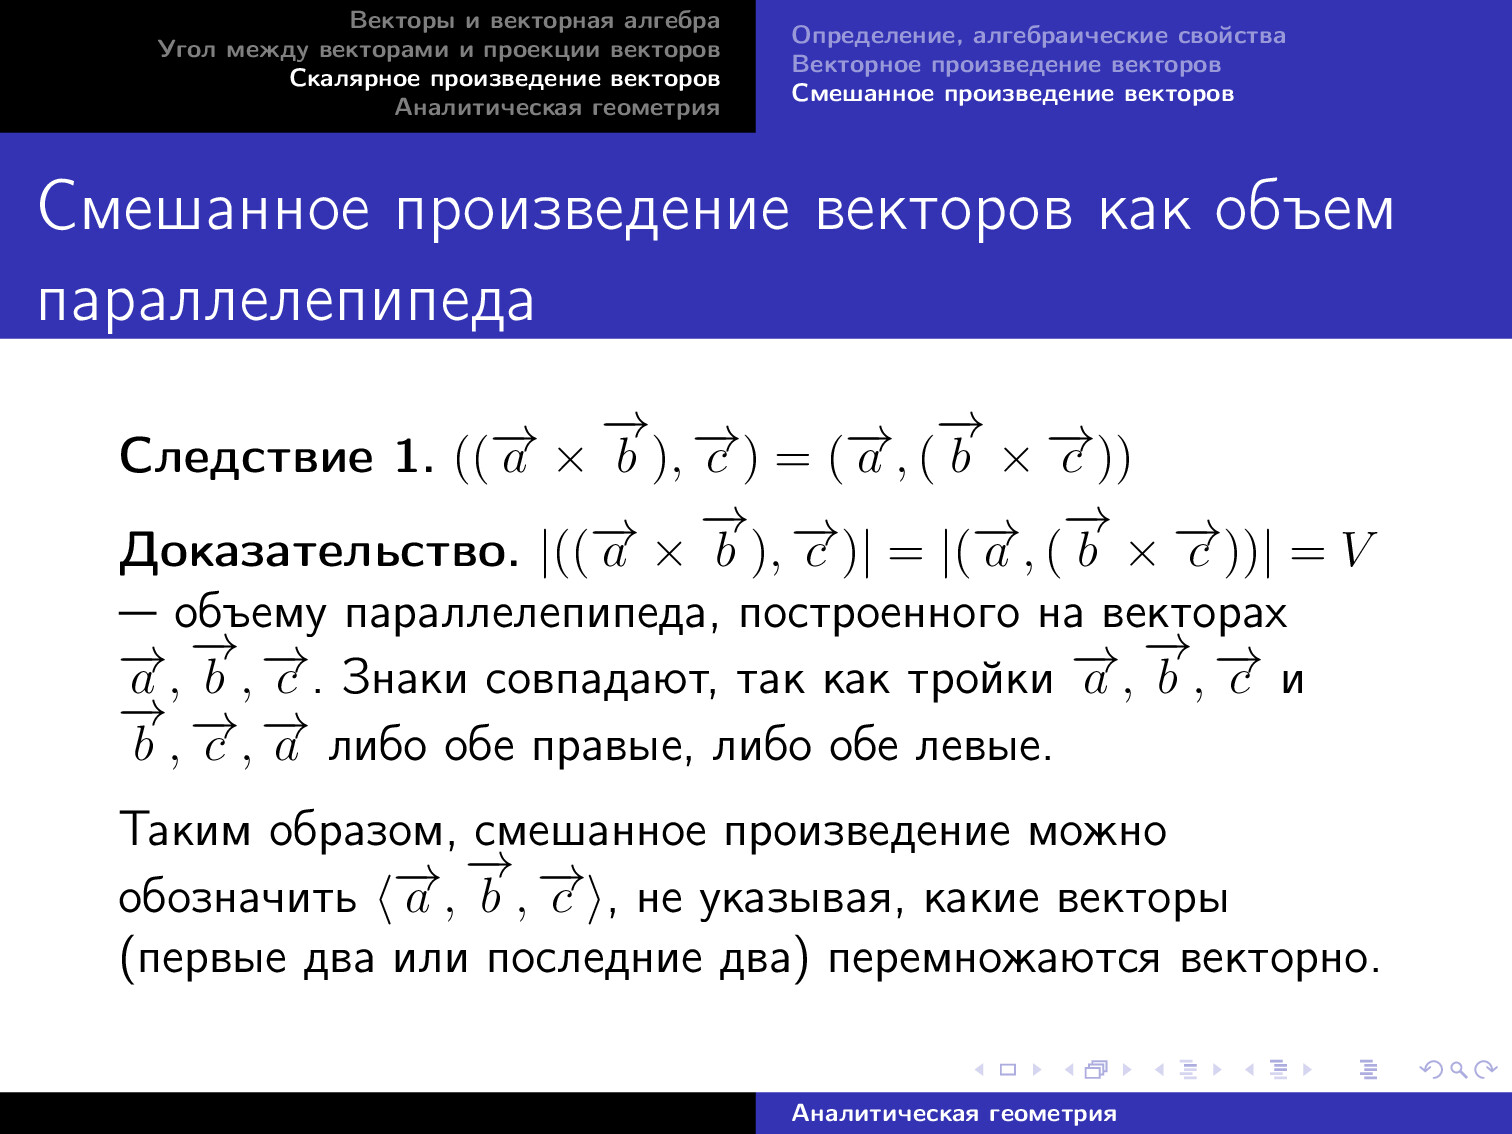 Векторы и векторная алгебра
Угол между векторами и проекции векторов
Скалярное произведение векторов
Аналитическая геометрия
Определение, алгебраические свойства
Векторное произведение векторов
Смешанное произведение векторов
Смешанное произведение векторов как объем
параллелепипеда
Следствие 1. $((\overrightarrow{a} \times \overrightarrow{b}), \overrightarrow{c}) = (\overrightarrow{a}, (\overrightarrow{b} \times \overrightarrow{c}))$
Доказательство. $|((\overrightarrow{a} \times \overrightarrow{b}), \overrightarrow{c})| = |(\overrightarrow{a}, (\overrightarrow{b} \times \overrightarrow{c}))| = V$
— объему параллелепипеда, построенного на векторах
$\overrightarrow{a}, \overrightarrow{b}, \overrightarrow{c}$. Знаки совпадают, так как тройки $\overrightarrow{a}, \overrightarrow{b}, \overrightarrow{c}$ и
$\overrightarrow{b}, \overrightarrow{c}, \overrightarrow{a}$ либо обе правые, либо обе левые.
Таким образом, смешанное произведение можно
обозначить $\langle \overrightarrow{a}, \overrightarrow{b}, \overrightarrow{c} \rangle$, не указывая, какие векторы
(первые два или последние два) перемножаются векторно.
Аналитическая геометрия